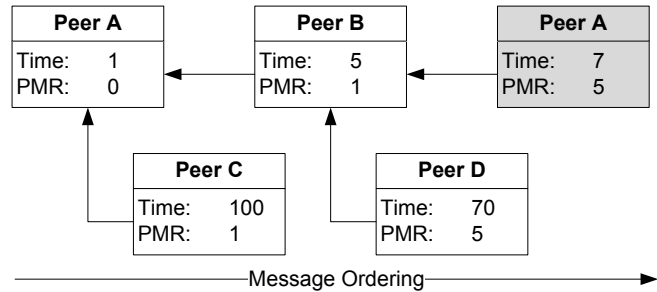 Peer A
Time: 1
PMR: 0
Peer B
Time: 5
PMR: 1
Peer A
Time: 7
PMR: 5
Peer C
Time: 100
PMR: 1
Peer D
Time: 70
PMR: 5
Message Ordering